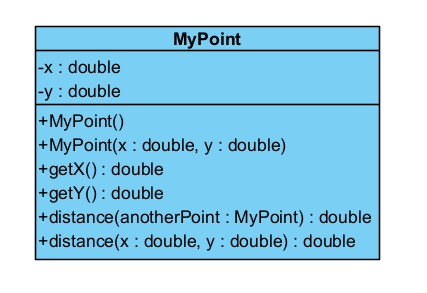 MyPoint
-x : double
-y : double
+MyPoint()
+MyPoint(x : double, y : double)
+getX() : double
+getY() : double
+distance(anotherPoint : MyPoint) : double
+distance(x : double, y : double) : double